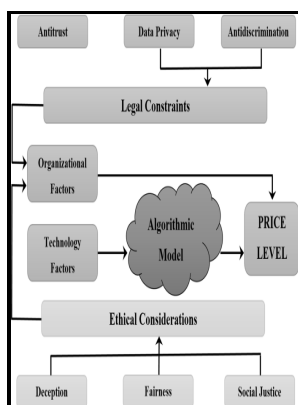 Antitrust
Data Privacy
Antidiscrimination
Legal Constraints
Organizational
Factors
Technology
Factors
Algorithmic
Model
PRICE
LEVEL
Ethical Considerations
Deception
Fairness
Social Justice